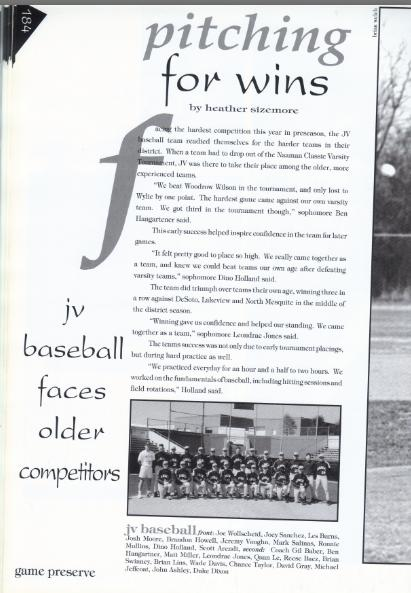 184
pitching
for wins
by heather sizemore
facing the hardest competition this year in preseason, the JV
baseball team readied themselves for the harder teams in their
district. When a team had to drop out of the Naaman Classic Varsity
Tournament, JV was there to take their place among the older, more
experienced teams.
"We beat Woodrow Wilson in the tournament, and only lost to
Wylie by one point. The hardest game came against our own varsity
team. We got third in the tournament though," sophomore Ben
Hangartener said.
This early success helped inspire confidence in the team for later
games.
"It felt pretty good to place so high. We really came together as
a team, and knew we could beat teams our own age after defeating
varsity teams," sophomore Dino Holland said.
The team did triumph over teams their own age, winning three in
a row against DeSoto, Lakeview and North Mesquite in the middle of
the district season.
"Winning gave us confidence and helped our standing. We came
together as a team," sophomore Leondrae Jones said.
The teams success was not only due to early tournament placings,
but during hard practice as well.
"We practiced everyday for an hour and a half to two hours. We
worked on the fundamentals of baseball, including hitting sessions and
field rotations," Holland said.
jv
baseball
faces
older
competitors
jv baseball front: Joe Wollscheid, Joey Sanchez, Les Burns,
Josh Moore, Brandon Howell, Jeremy Vaughn, Mark Salinas, Ronnie
Mullins, Dino Holland, Scott Arendt, second: Coach Gil Baber, Ben
Hangartner, Matt Miller, Leondrae Jones, Quan Le, Reese Baez, Brian
Swinney, Brian Lins, Wade Davis, Chance Taylor, David Gray, Michael
Jeffcoat, John Ashley, Duke Dixon
game preserve